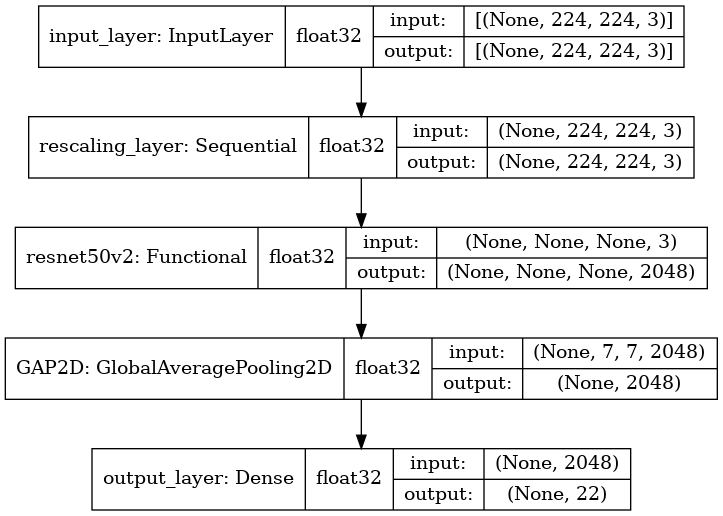 input_layer: InputLayer float32 input: [(None, 224, 224, 3)]
output: [(None, 224, 224, 3)]
rescaling_layer: Sequential float32 input: (None, 224, 224, 3)
output: (None, 224, 224, 3)
resnet50v2: Functional float32 input: (None, None, None, 3)
output: (None, None, None, 2048)
GAP2D: GlobalAveragePooling2D float32 input: (None, 7, 7, 2048)
output: (None, 2048)
output_layer: Dense float32 input: (None, 2048)
output: (None, 22)